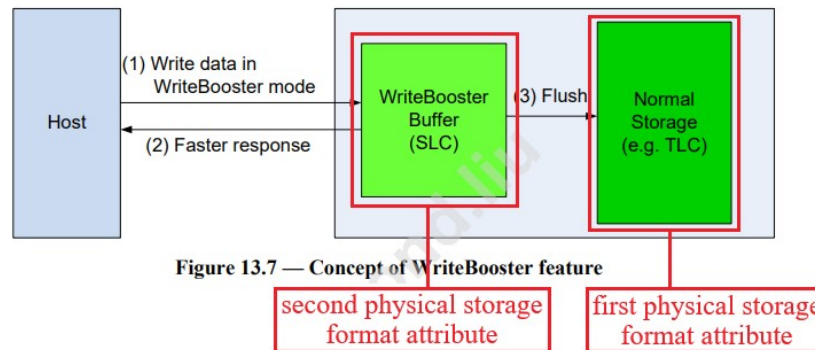 (1) Write data in
WriteBooster mode
Host
(2) Faster response
WriteBooster
Buffer
(SLC)
(3) Flush
Normal
Storage
(e.g. TLC)
Figure 13.7 — Concept of WriteBooster feature
second physical storage
format attribute
first physical storage
format attribute